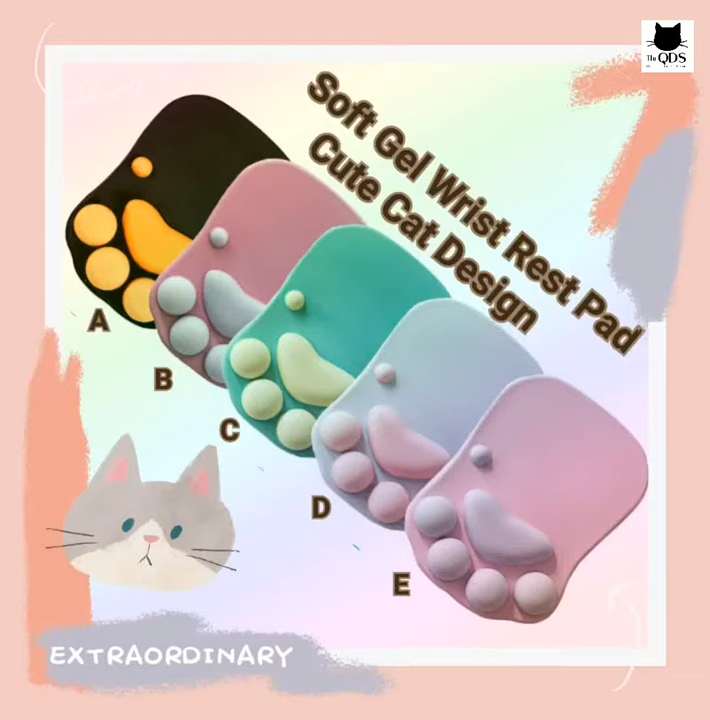 The QDS
Soft Gel Wrist Rest Pad
Cute Cat Design
A
B
C
D
E
EXTRAORDINARY